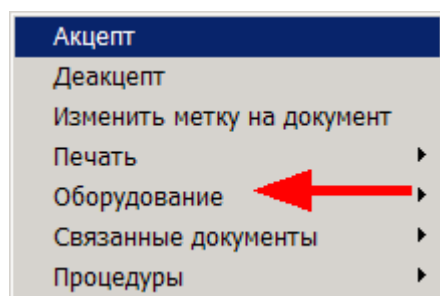 Акцепт
Деакцепт
Изменить метку на документ
Печать
Оборудование
Связанные документы
Процедуры